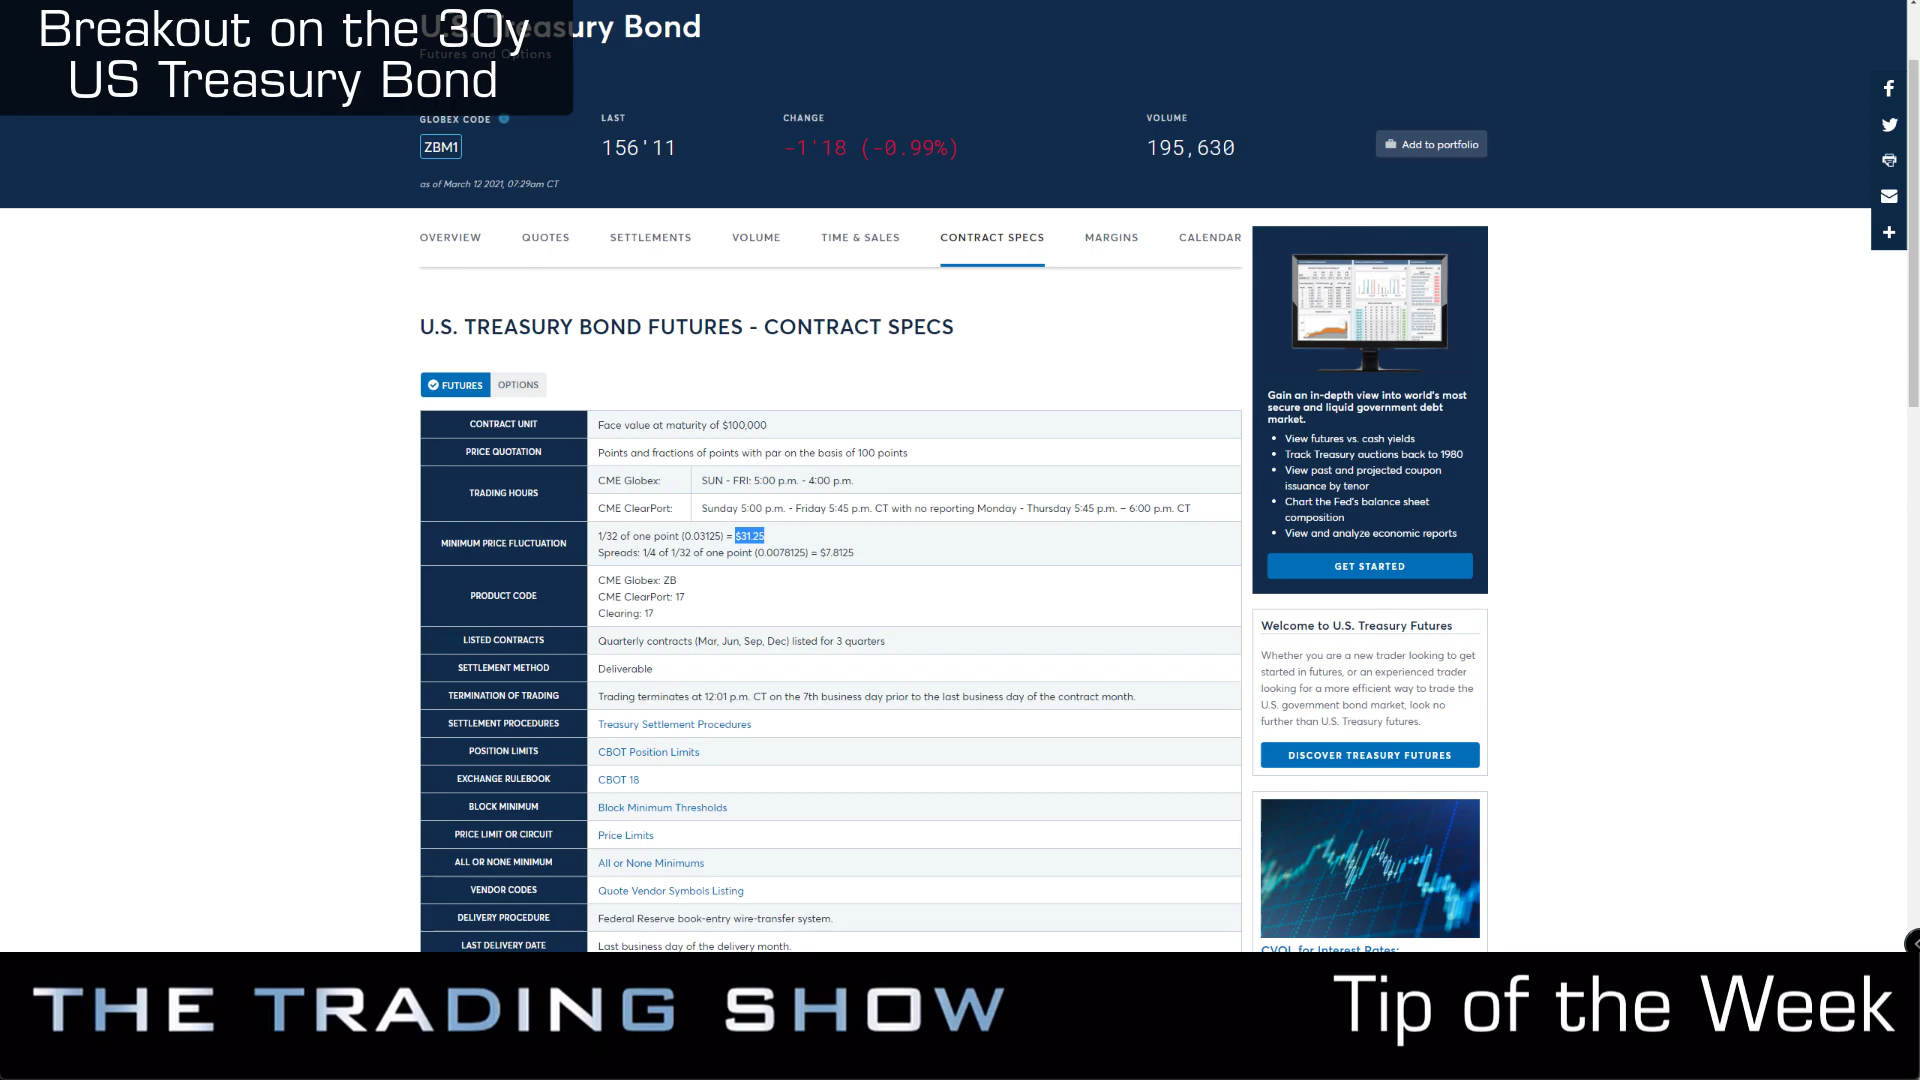 Breakout on the 30y
US Treasury Bond
U.S. Treasury Bond
Futures and Options
GLOBEX CODE
LAST
CHANGE
VOLUME
ZBM1
156'11
-1'18 (-0.99%)
195,630
Add to portfolio
as of March 12 2021, 07:29am CT
OVERVIEW
QUOTES
SETTLEMENTS
VOLUME
TIME & SALES
CONTRACT SPECS
MARGINS
CALENDAR
U.S. TREASURY BOND FUTURES - CONTRACT SPECS
FUTURES
OPTIONS
CONTRACT UNIT
Face value at maturity of $100,000
PRICE QUOTATION
Points and fractions of points with par on the basis of 100 points
TRADING HOURS
CME Globex:
SUN - FRI: 5:00 p.m. - 4:00 p.m.
CME ClearPort:
Sunday 5:00 p.m. - Friday 5:45 p.m. CT with no reporting Monday - Thursday 5:45 p.m. – 6:00 p.m. CT
MINIMUM PRICE FLUCTUATION
1/32 of one point (0.03125) = $31.25
Spreads: 1/4 of 1/32 of one point (0.0078125) = $7.8125
PRODUCT CODE
CME Globex: ZB
CME ClearPort: 17
Clearing: 17
LISTED CONTRACTS
Quarterly contracts (Mar, Jun, Sep, Dec) listed for 3 quarters
SETTLEMENT METHOD
Deliverable
TERMINATION OF TRADING
Trading terminates at 12:01 p.m. CT on the 7th business day prior to the last business day of the contract month.
SETTLEMENT PROCEDURES
Treasury Settlement Procedures
POSITION LIMITS
CBOT Position Limits
EXCHANGE RULEBOOK
CBOT 18
BLOCK MINIMUM
Block Minimum Thresholds
PRICE LIMIT OR CIRCUIT
Price Limits
ALL OR NONE MINIMUM
All or None Minimums
VENDOR CODES
Quote Vendor Symbols Listing
DELIVERY PROCEDURE
Federal Reserve book-entry wire-transfer system.
LAST DELIVERY DATE
Last business day of the delivery month.
Gain an in-depth view into world's most
secure and liquid government debt
market.
• View futures vs. cash yields
• Track Treasury auctions back to 1980
• View past and projected coupon
issuance by tenor
• Chart the Fed's balance sheet
composition
• View and analyze economic reports
GET STARTED
Welcome to U.S. Treasury Futures
Whether you are a new trader looking to get
started in futures, or an experienced trader
looking for a more efficient way to trade the
U.S. government bond market, look no
further than U.S. Treasury futures.
DISCOVER TREASURY FUTURES
CVOL for Interest Rates:
THE TRADING SHOW
Tip of the Week